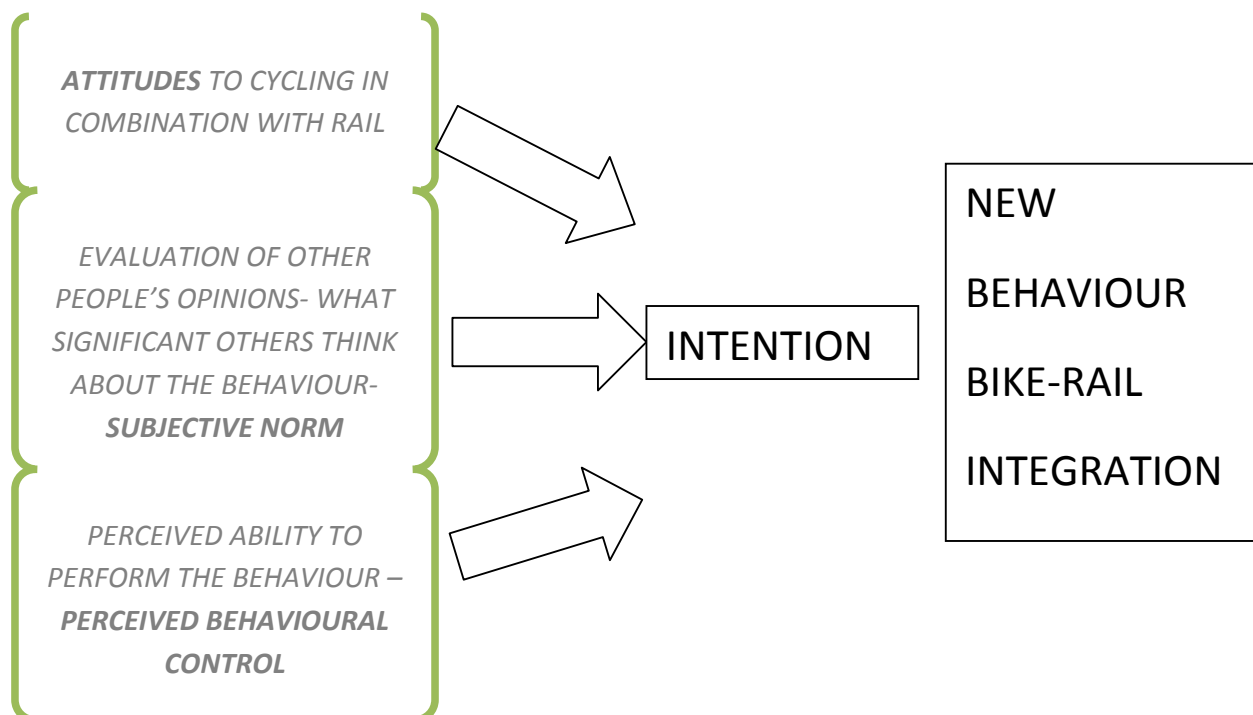 ATTITUDES TO CYCLING IN
COMBINATION WITH RAIL
EVALUATION OF OTHER
PEOPLE’S OPINIONS- WHAT
SIGNIFICANT OTHERS THINK
ABOUT THE BEHAVIOUR-
SUBJECTIVE NORM
PERCEIVED ABILITY TO
PERFORM THE BEHAVIOUR –
PERCEIVED BEHAVIOURAL
CONTROL
INTENTION
NEW
BEHAVIOUR
BIKE-RAIL
INTEGRATION